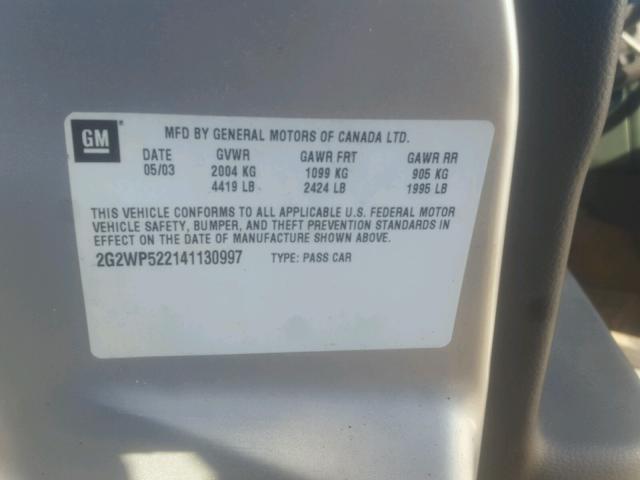 GM
MFD BY GENERAL MOTORS OF CANADA LTD.
DATE GVWR GAWR FRT GAWR RR
05/03 2004 KG 1099 KG 905 KG
4419 LB 2424 LB 1995 LB
THIS VEHICLE CONFORMS TO ALL APPLICABLE U.S. FEDERAL MOTOR
VEHICLE SAFETY, BUMPER, AND THEFT PREVENTION STANDARDS IN
EFFECT ON THE DATE OF MANUFACTURE SHOWN ABOVE.
2G2WP522141130997 TYPE: PASS CAR